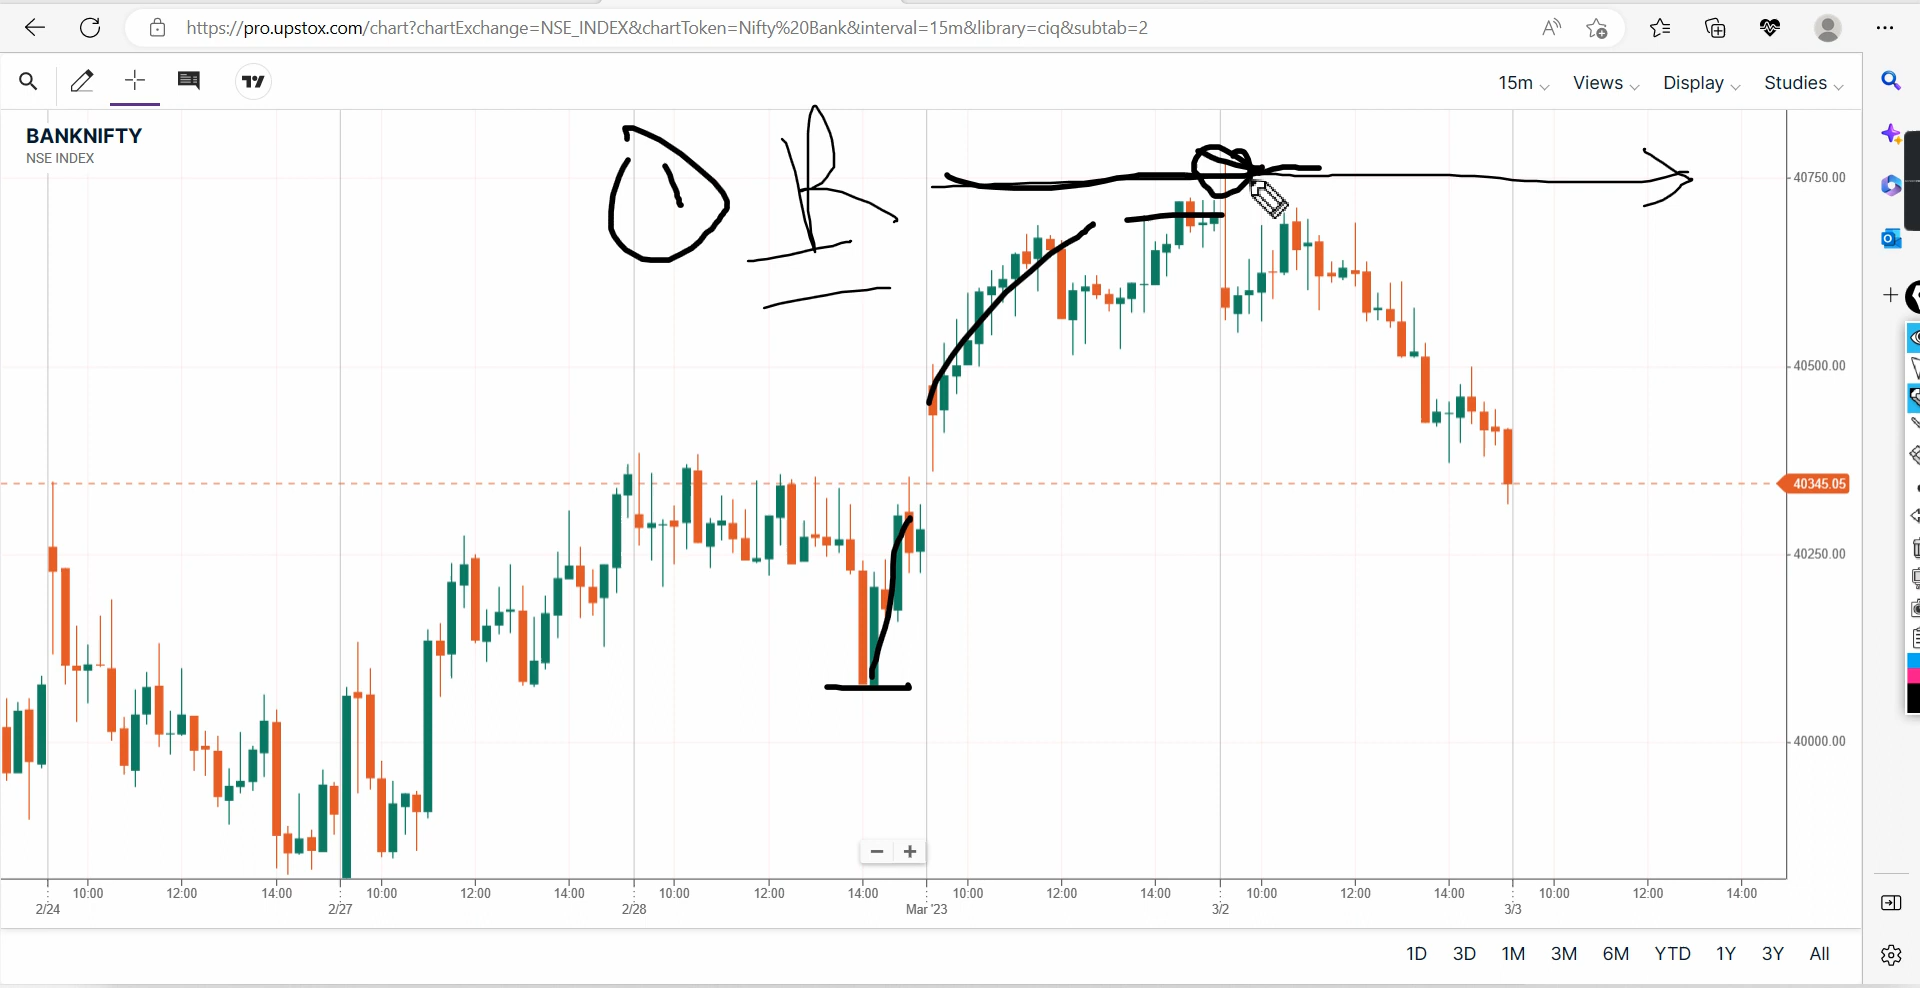 https://pro.upstox.com/chart?chartExchange=NSE_INDEX&chartToken=Nifty%20Bank&interval=15m&library=ciq&subtab=2
15m Views Display Studies
BANKNIFTY
NSE INDEX
R
40750.00
40500.00
40345.05
40250.00
40000.00
− +
10:00 12:00 14:00 10:00 12:00 14:00 10:00 12:00 14:00 10:00 12:00 14:00 10:00 12:00 14:00 10:00 12:00 14:00
2/24 2/27 2/28 Mar '23 3/2 3/3
1D 3D 1M 3M 6M YTD 1Y 3Y All